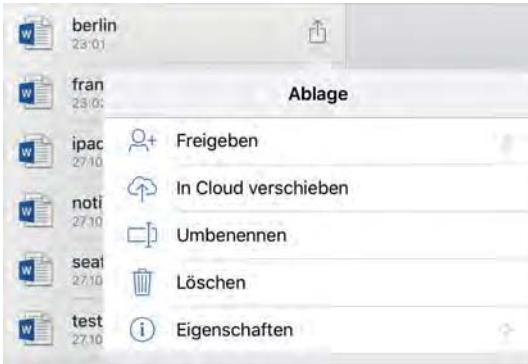 berlin
23:01
fran
23:02
Ablage
Freigeben
ipac
27.10
In Cloud verschieben
noti
27.10
Umbenennen
seat
27.10
Löschen
test
27.10
Eigenschaften